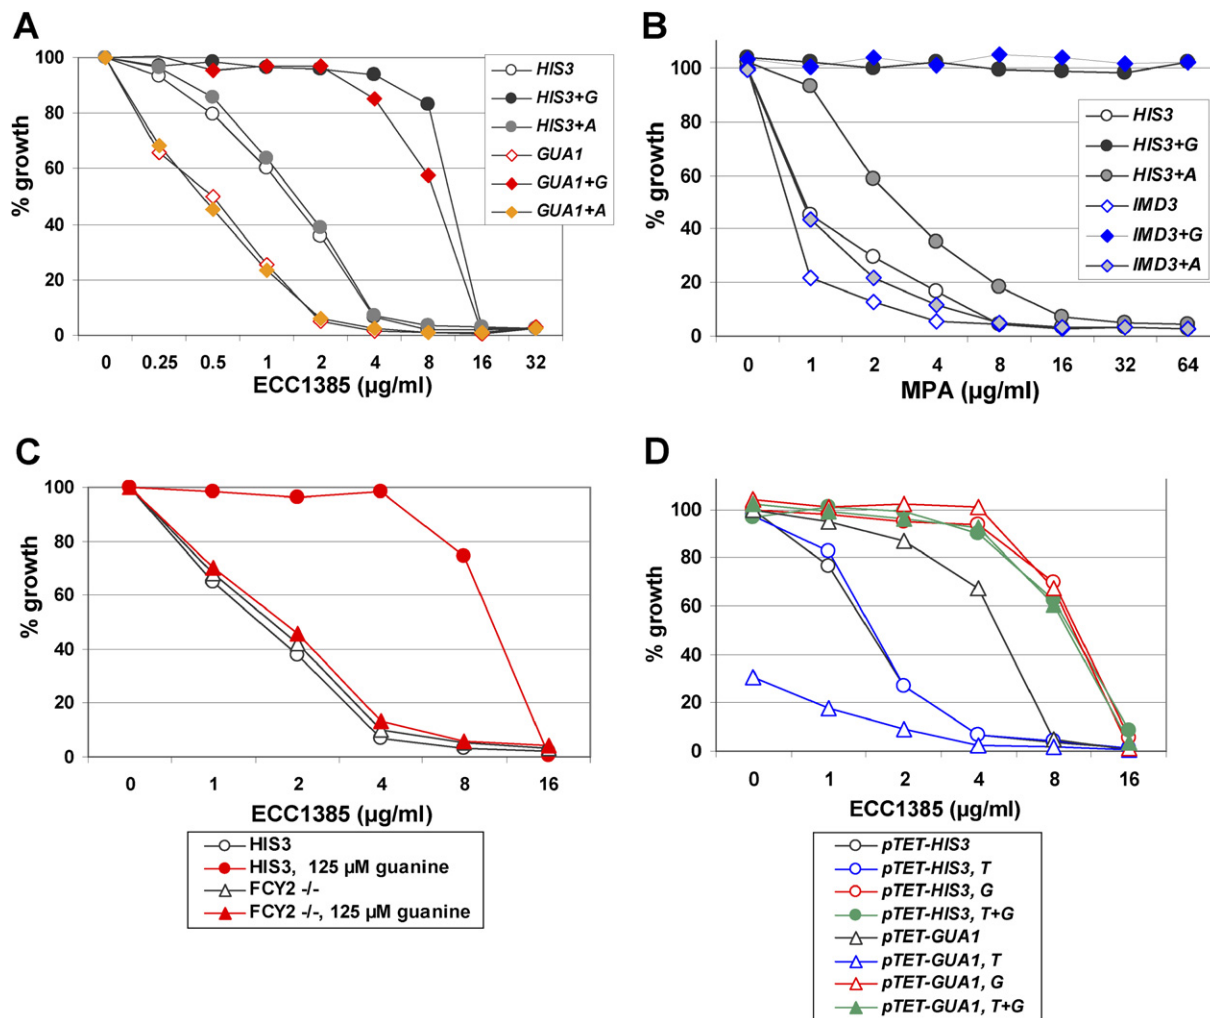 A
% growth
100
80
60
40
20
0
0 0.25 0.5 1 2 4 8 16 32
ECC1385 (µg/ml)
HIS3
HIS3+G
HIS3+A
GUA1
GUA1+G
GUA1+A
B
% growth
100
80
60
40
20
0
0 1 2 4 8 16 32 64
MPA (µg/ml)
HIS3
HIS3+G
HIS3+A
IMD3
IMD3+G
IMD3+A
C
% growth
100
80
60
40
20
0
0 1 2 4 8 16
ECC1385 (µg/ml)
HIS3
HIS3, 125 µM guanine
FCY2 -/-
FCY2 -/-, 125 µM guanine
D
% growth
100
80
60
40
20
0
0 1 2 4 8 16
ECC1385 (µg/ml)
pTET-HIS3
pTET-HIS3, T
pTET-HIS3, G
pTET-HIS3, T+G
pTET-GUA1
pTET-GUA1, T
pTET-GUA1, G
pTET-GUA1, T+G